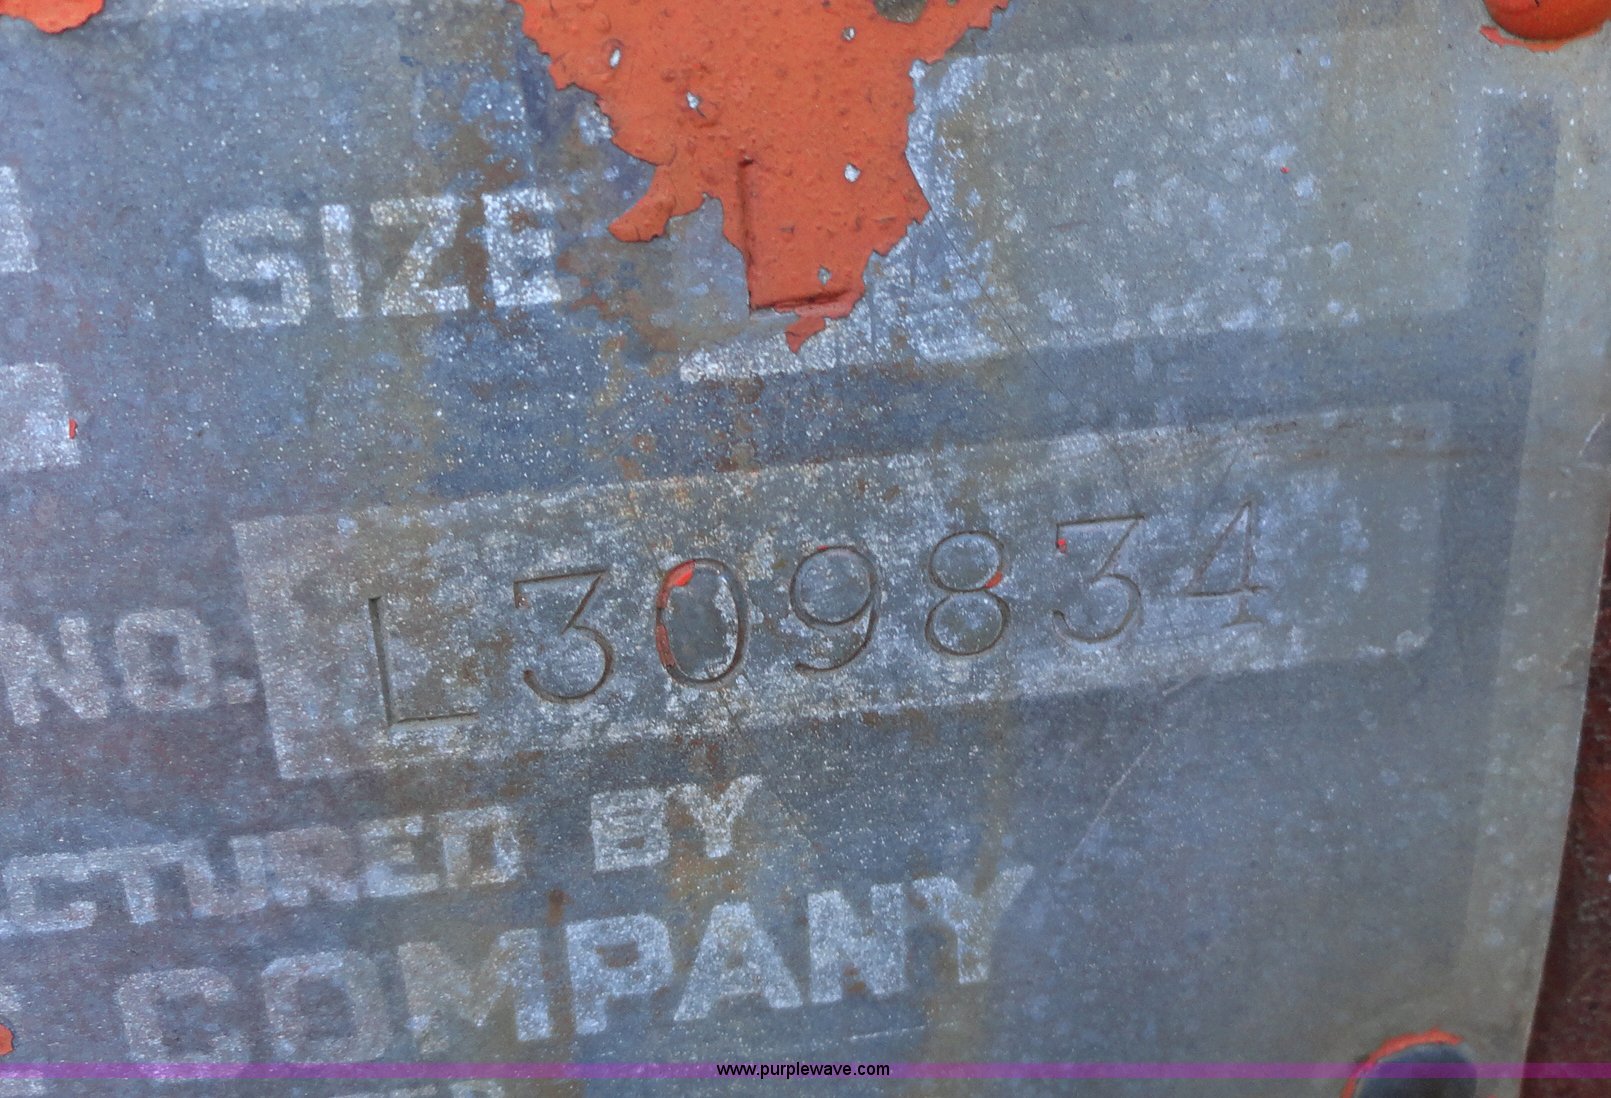 SIZE L
NO. L309834
CTURED BY
COMPANY
www.purplewave.com